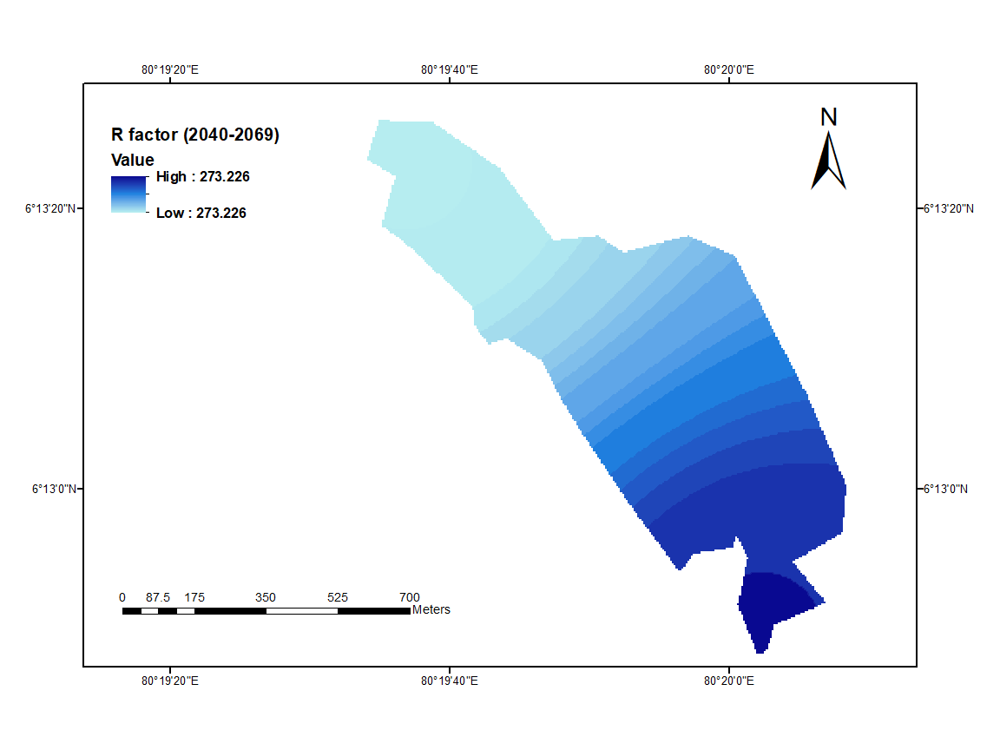 80°19'20"E 80°19'40"E 80°20'0"E
N
R factor (2040-2069)
Value
High : 273.226
Low : 273.226
6°13'20"N 6°13'20"N
6°13'0"N 6°13'0"N
0 87.5 175 350 525 700
Meters
80°19'20"E 80°19'40"E 80°20'0"E